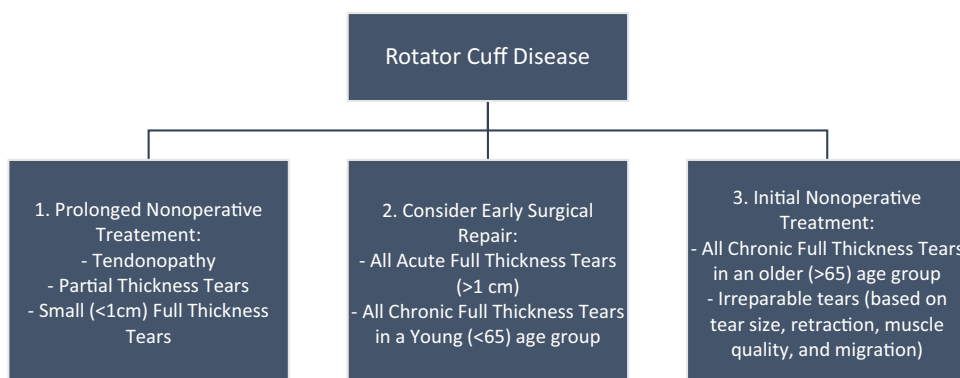 Rotator Cuff Disease
1. Prolonged Nonoperative
Treatement:
- Tendonopathy
- Partial Thickness Tears
- Small (<1cm) Full Thickness
Tears
2. Consider Early Surgical
Repair:
- All Acute Full Thickness Tears
(>1 cm)
- All Chronic Full Thickness Tears
in a Young (<65) age group
3. Initial Nonoperative
Treatment:
- All Chronic Full Thickness Tears
in an older (>65) age group
- Irreparable tears (based on
tear size, retraction, muscle
quality, and migration)